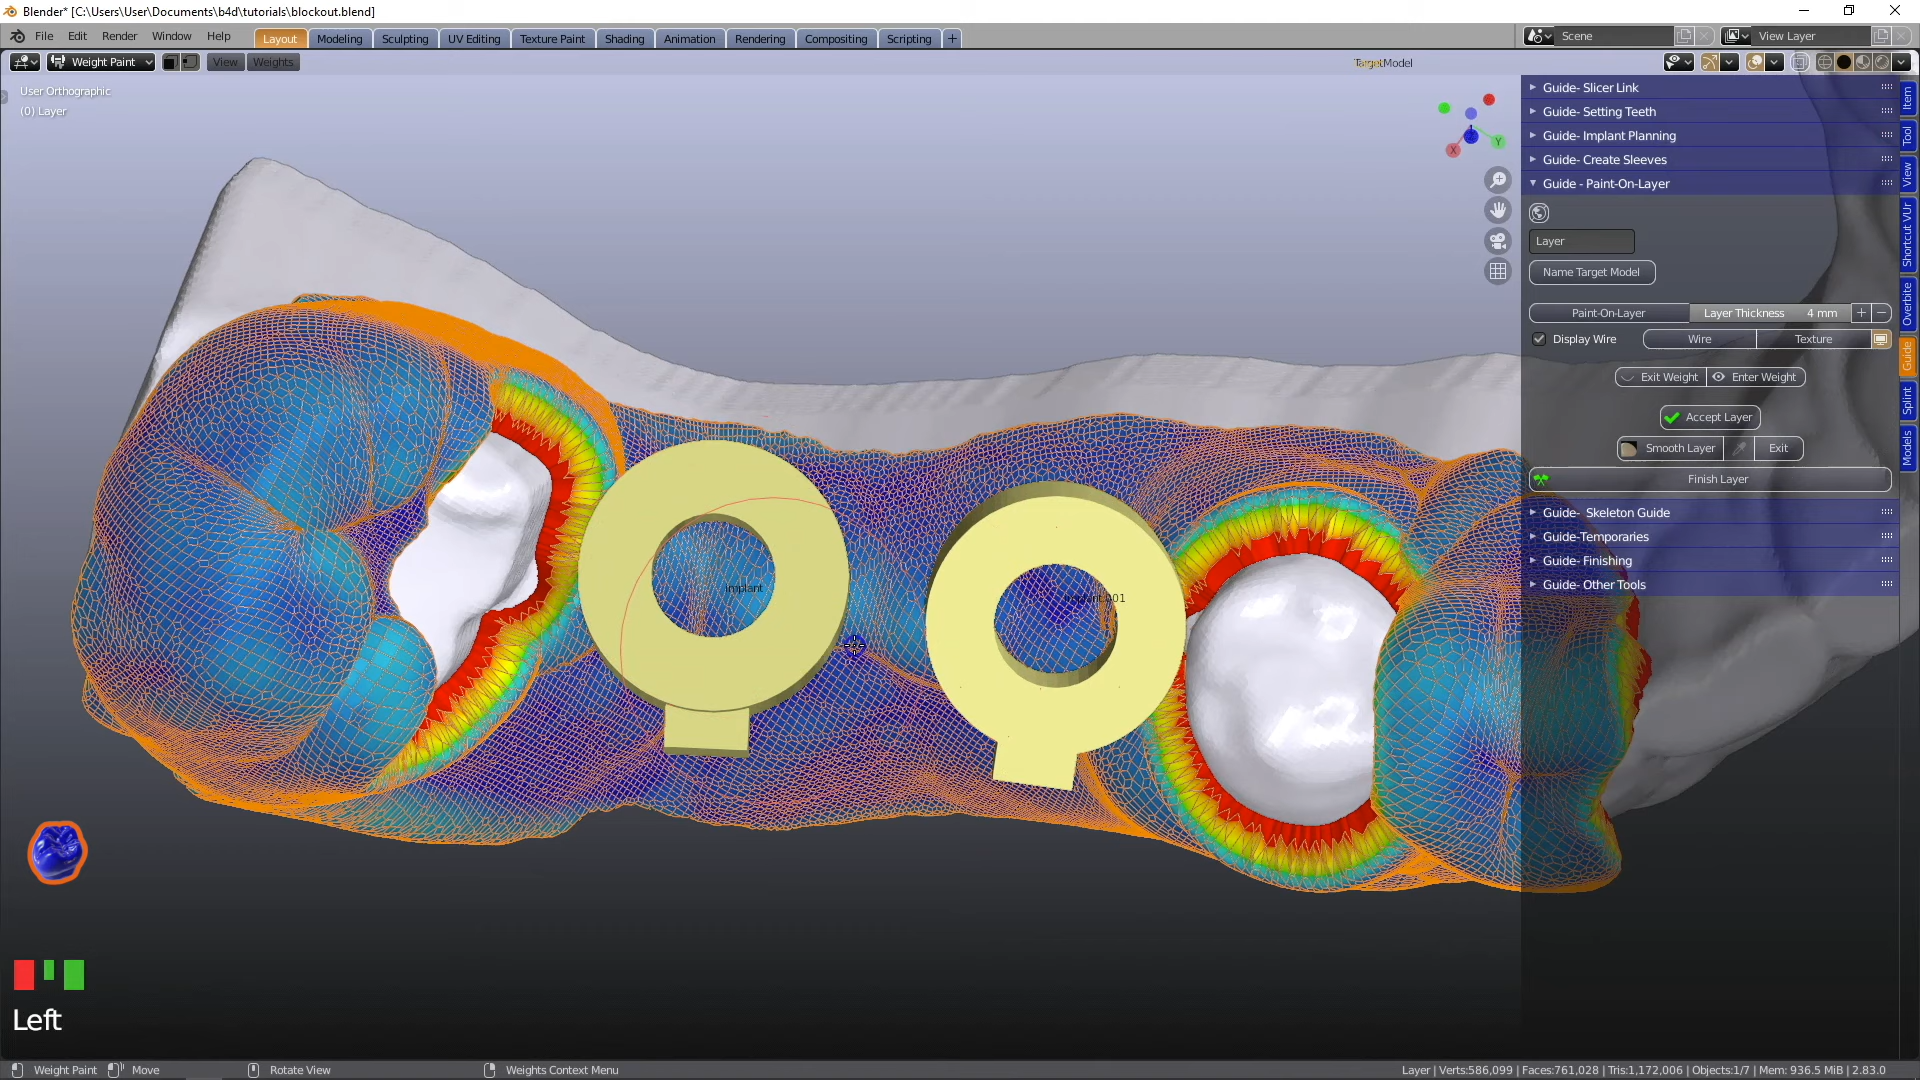 Blender* [C:\Users\User\Documents\b4d\tutorials\blockout.blend]
File Edit Render Window Help Layout Modeling Sculpting UV Editing Texture Paint Shading Animation Rendering Compositing Scripting + Scene View Layer
Weight Paint View Weights TargetModel
User Orthographic
(0) Layer
X Y
Guide- Slicer Link
Guide- Setting Teeth
Guide- Implant Planning
Guide- Create Sleeves
Guide - Paint-On-Layer
Layer
Name Target Model
Paint-On-Layer Layer Thickness 4 mm + −
Display Wire Wire Texture
Exit Weight Enter Weight
Accept Layer
Smooth Layer Exit
Finish Layer
Guide- Skeleton Guide
Guide-Temporaries
Guide- Finishing
Guide- Other Tools
Item
Tool
View
Shortcut VUr
Overbite
Guide
Splint
Models
implant
Left
Weight Paint Move Rotate View Weights Context Menu Layer | Verts:586,099 | Faces:761,028 | Tris:1,172,006 | Objects:1/7 | Mem: 936.5 MiB | 2.83.0